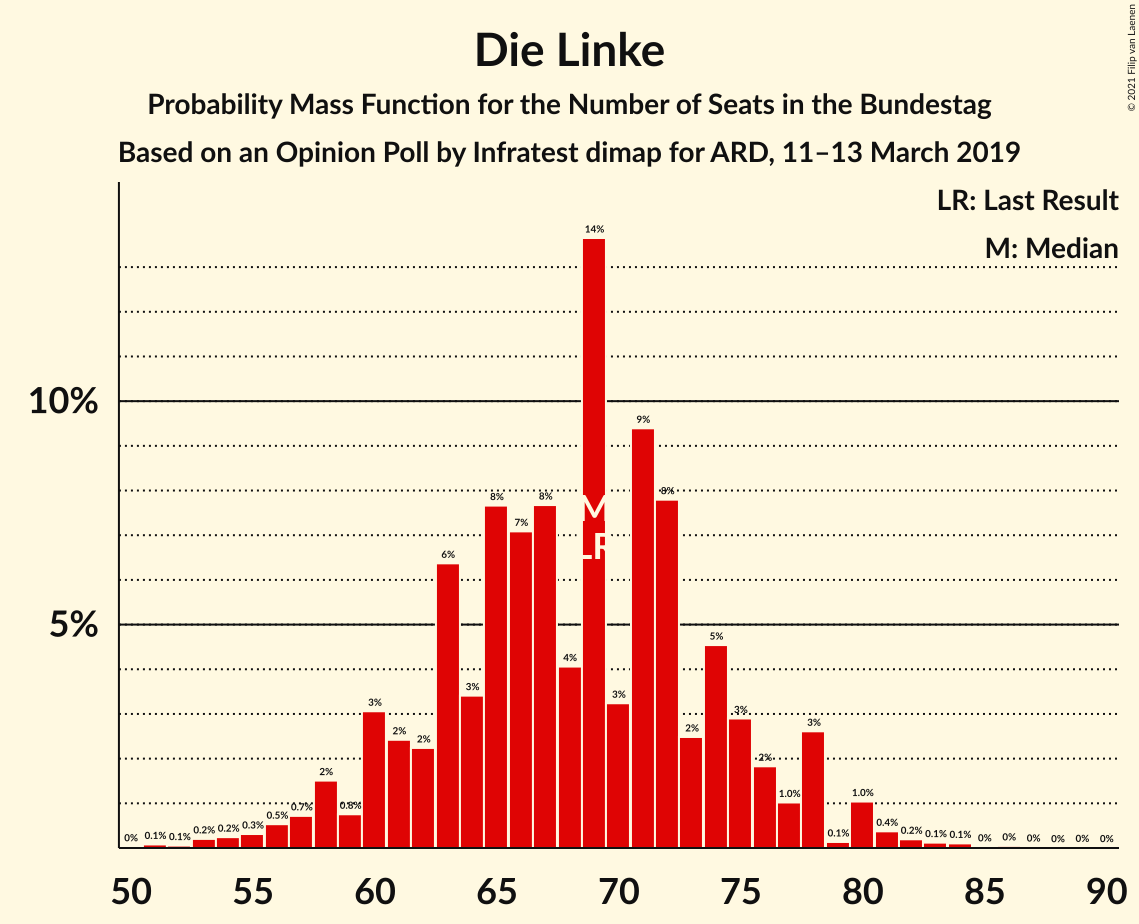 Die Linke
Probability Mass Function for the Number of Seats in the Bundestag
Based on an Opinion Poll by Infratest dimap for ARD, 11–13 March 2019
© 2021 Filip van Laenen
LR: Last Result
M: Median
10%
5%
0% 0.1% 0.1% 0.2% 0.2% 0.3% 0.5% 0.7% 2% 0.8% 3% 2% 2% 6% 3% 8% 7% 8% 4% 14% 3% 9% 8% 2% 5% 3% 2% 1.0% 3% 0.1% 1.0% 0.4% 0.2% 0.1% 0.1% 0% 0% 0% 0% 0% 0%
M
LR
50 55 60 65 70 75 80 85 90